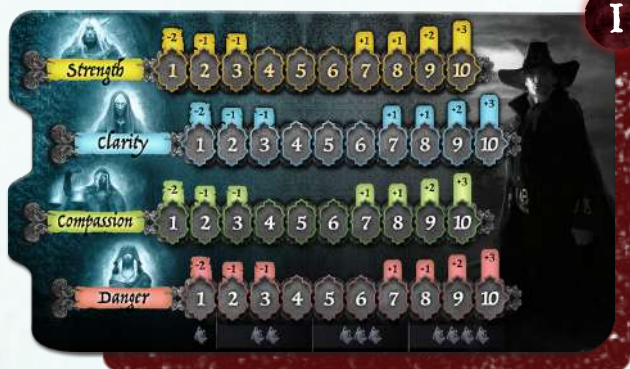 I
-2 -1 -1 +1 +1 +2 +3
Strength 1 2 3 4 5 6 7 8 9 10
-2 -1 -1 +1 +1 +2 +3
Clarity 1 2 3 4 5 6 7 8 9 10
-2 -1 -1 +1 +1 +2 +3
Compassion 1 2 3 4 5 6 7 8 9 10
-2 -1 -1 +1 +1 +2 +3
Danger 1 2 3 4 5 6 7 8 9 10